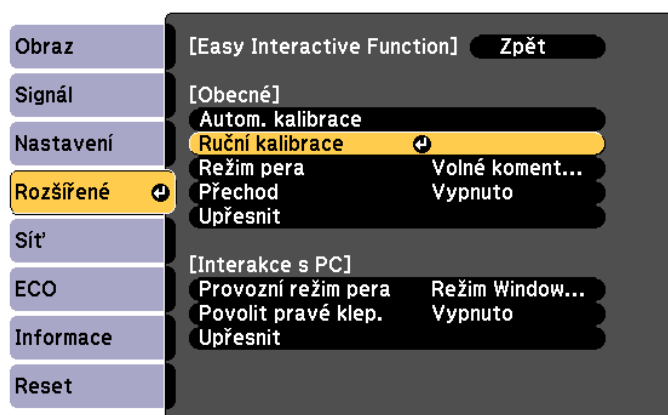 Obraz
Signál
Nastavení
Rozšířené
Síť
ECO
Informace
Reset
[Easy Interactive Function] Zpět
[Obecné]
Autom. kalibrace
Ruční kalibrace
Režim pera Volné koment...
Přechod Vypnuto
Upřesnit
[Interakce s PC]
Provozní režim pera Režim Window...
Povolit pravé klep. Vypnuto
Upřesnit